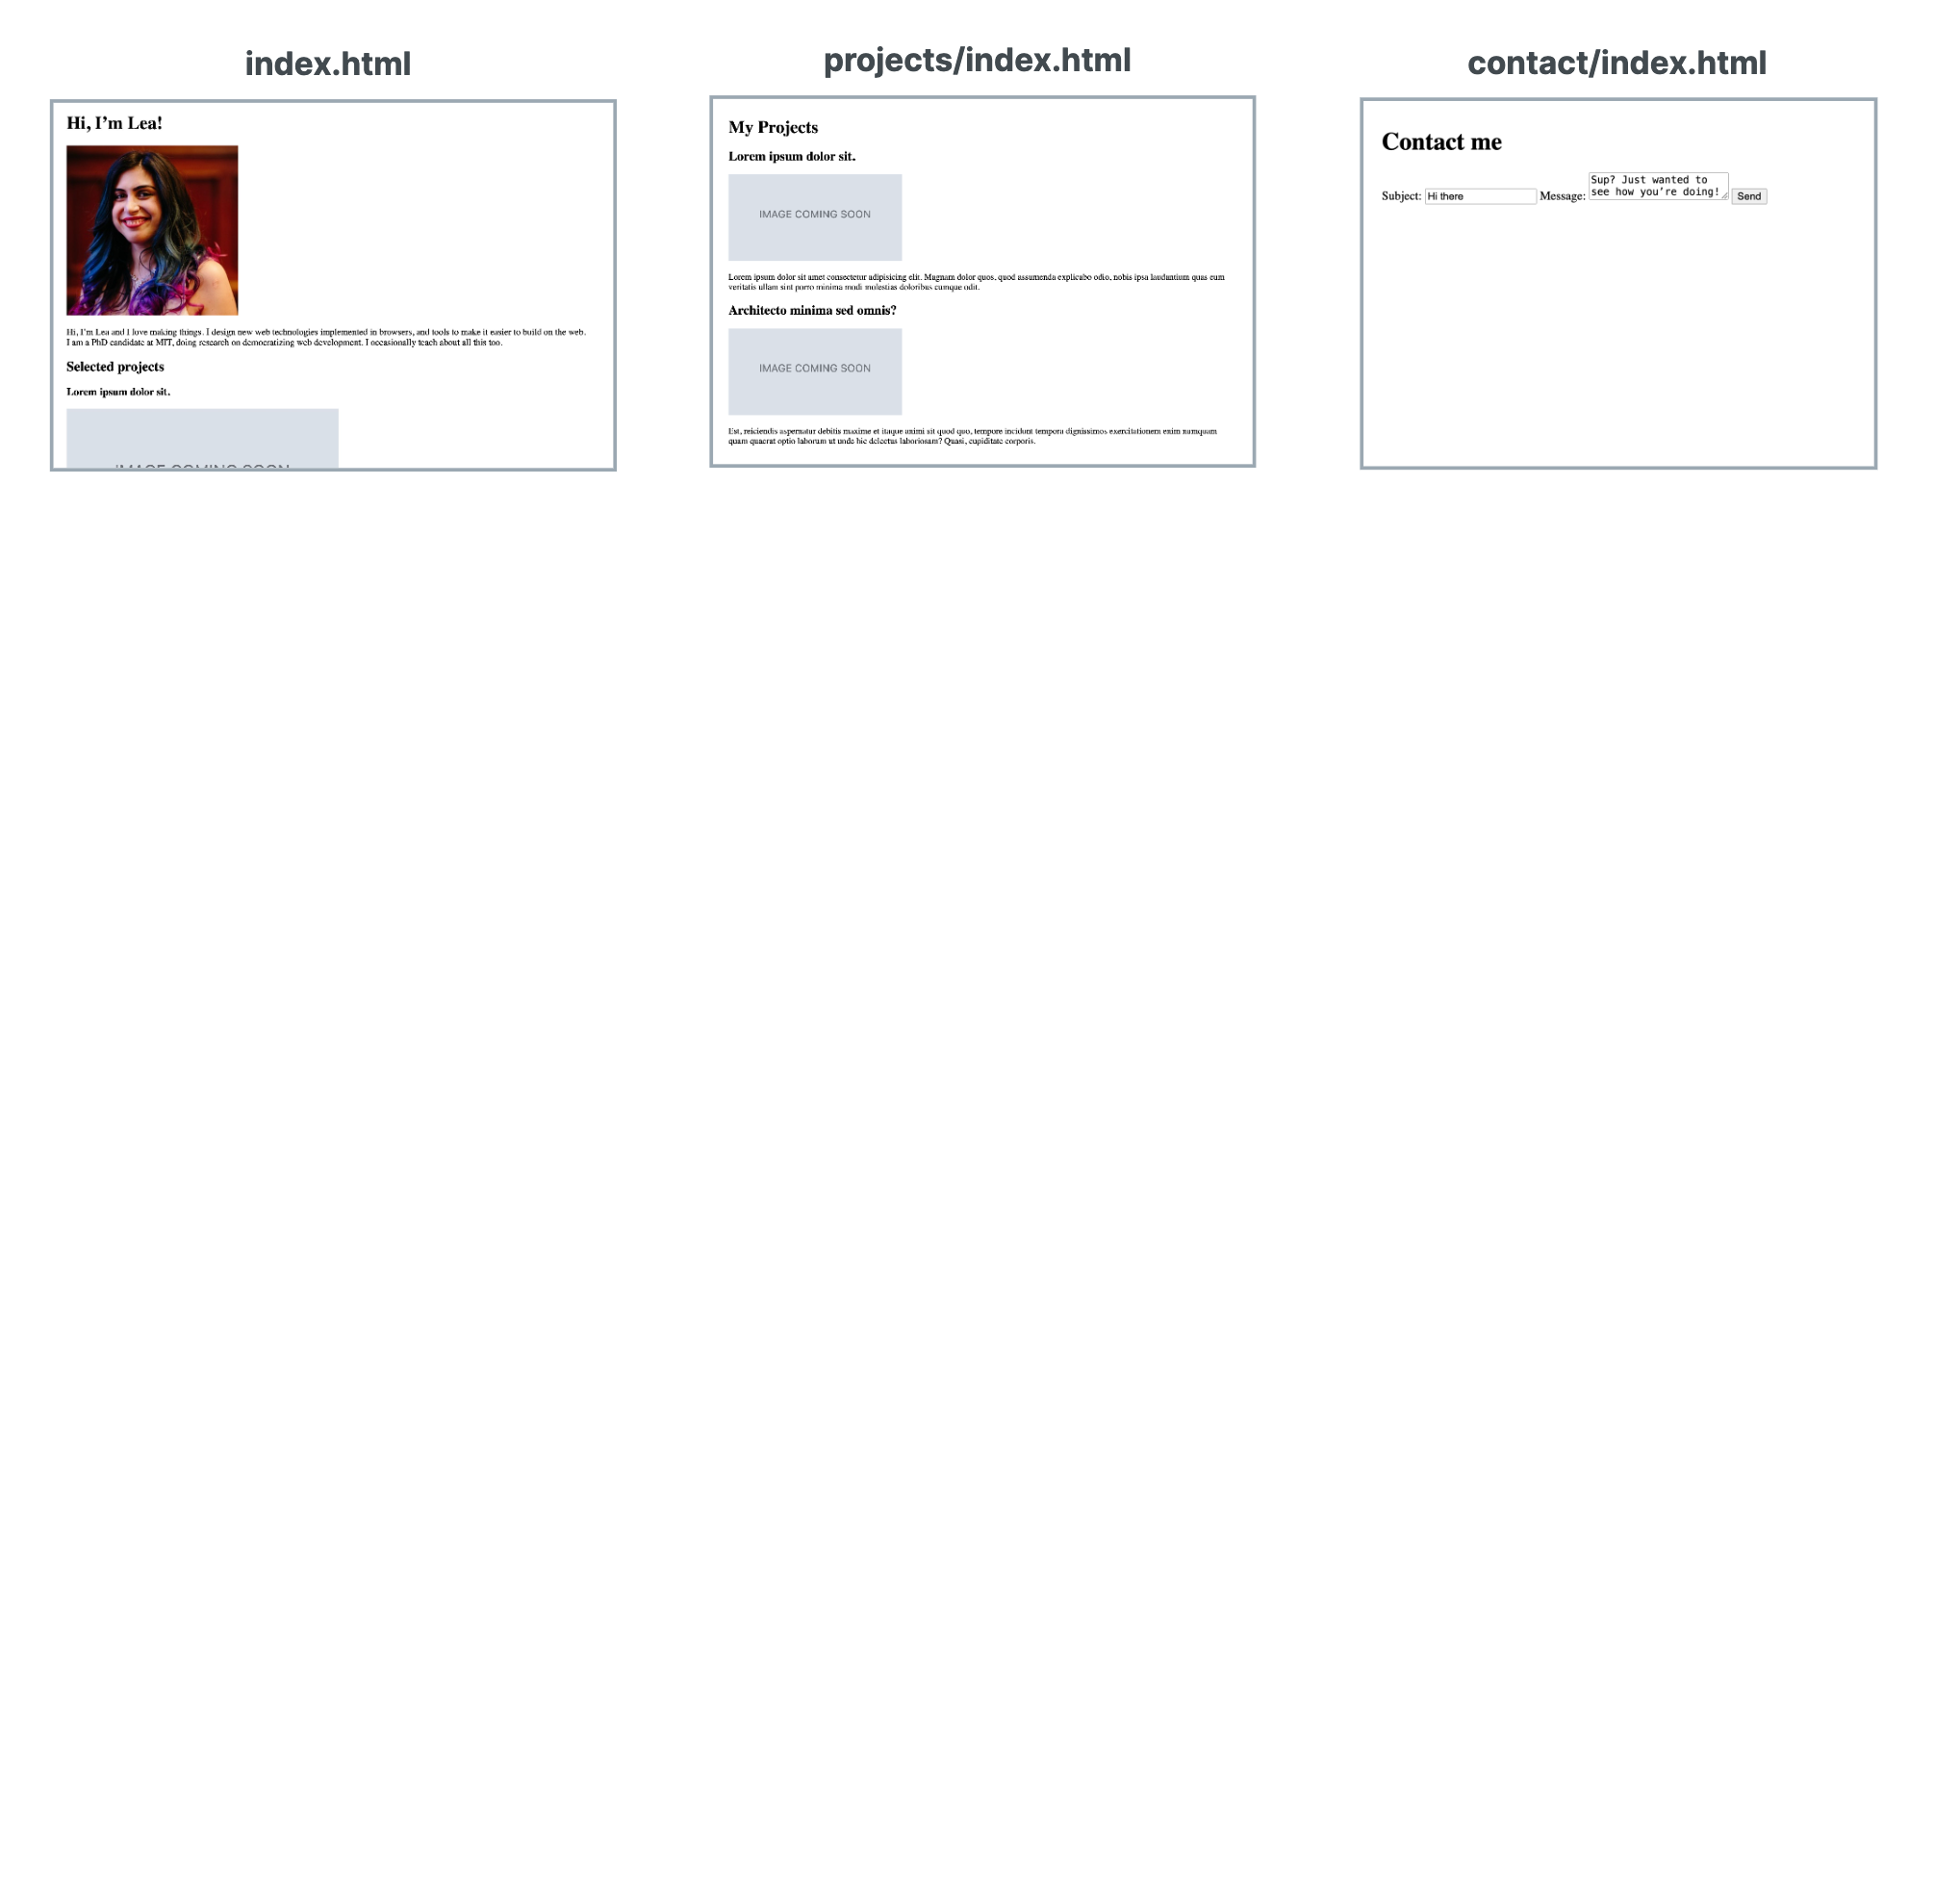 index.html
Hi, I’m Lea!
Hi, I’m Lea and I love making things. I design new web technologies implemented in browsers, and tools to make it easier to build on the web.
I am a PhD candidate at MIT, doing research on democratizing web development. I occasionally teach about all this too.
Selected projects
Lorem ipsum dolor sit.
IMAGE COMING SOON
projects/index.html
My Projects
Lorem ipsum dolor sit.
IMAGE COMING SOON
Lorem ipsum dolor sit amet consectetur adipisicing elit. Magnam dolor quos, quod assumenda explicabo odio, nobis ipsa laudantium quas eum
veritatis ullam sint porro minima modi molestias doloribus cumque odit.
Architecto minima sed omnis?
IMAGE COMING SOON
Est, reiciendis aspernatur debitis maxime et itaque animi sit quod quo, tempore incidunt tempora dignissimos exercitationem enim numquam
quam quaerat optio laborum ut unde hic delectus laboriosam? Quasi, cupiditate corporis.
contact/index.html
Contact me
Subject: Hi there Message: Sup? Just wanted to
see how you’re doing! Send